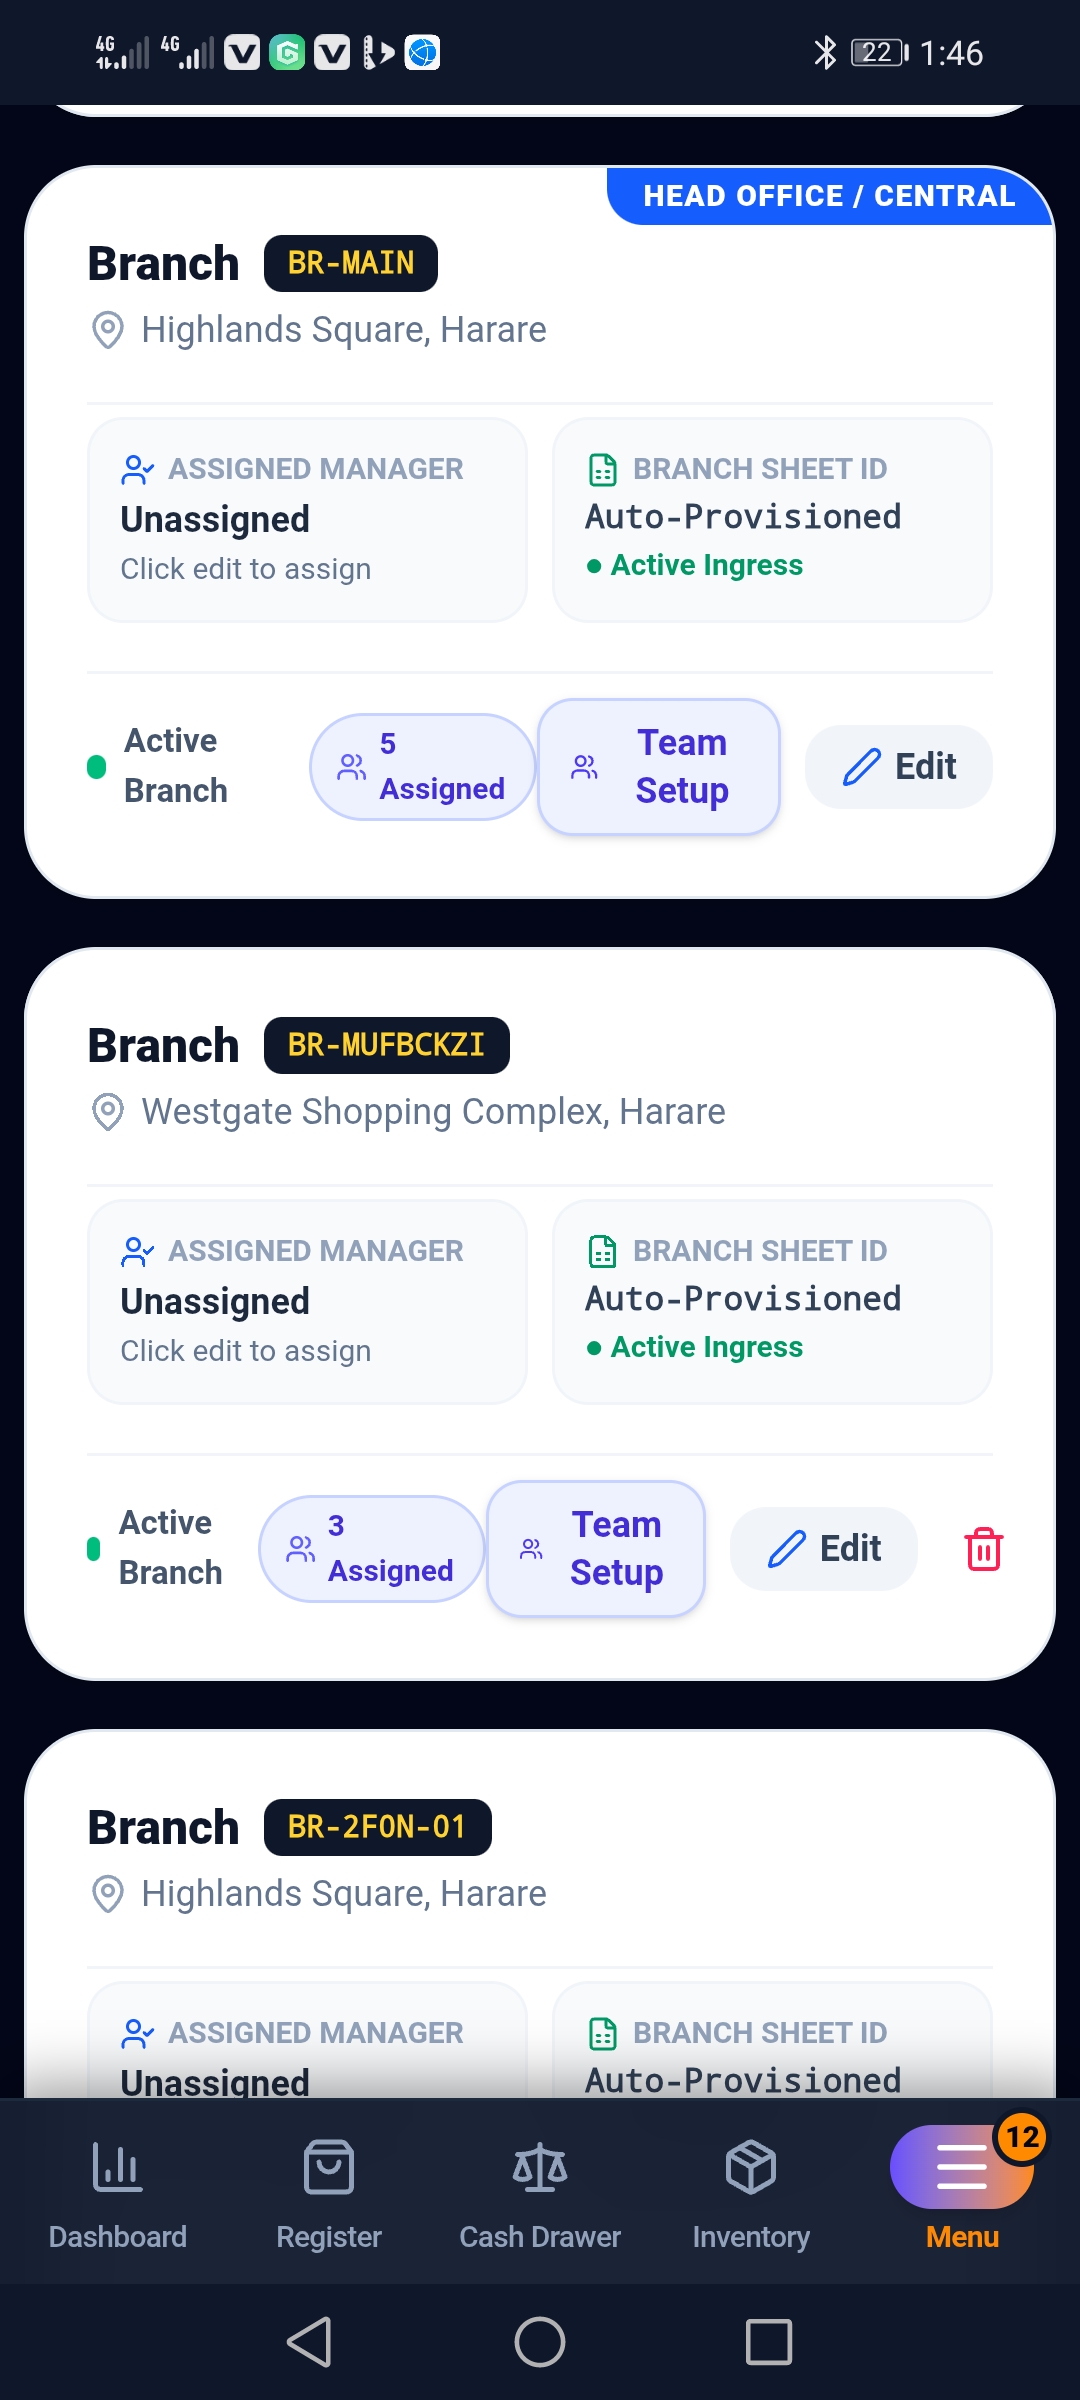 4G 4G 22 1:46
HEAD OFFICE / CENTRAL
Branch BR-MAIN
Highlands Square, Harare
ASSIGNED MANAGER
Unassigned
Click edit to assign
BRANCH SHEET ID
Auto-Provisioned
Active Ingress
Active
Branch
5
Assigned
Team
Setup
Edit
Branch BR-MUFBCKZI
Westgate Shopping Complex, Harare
ASSIGNED MANAGER
Unassigned
Click edit to assign
BRANCH SHEET ID
Auto-Provisioned
Active Ingress
Active
Branch
3
Assigned
Team
Setup
Edit
Branch BR-2F0N-01
Highlands Square, Harare
ASSIGNED MANAGER
Unassigned
BRANCH SHEET ID
Auto-Provisioned
12
Dashboard Register Cash Drawer Inventory Menu